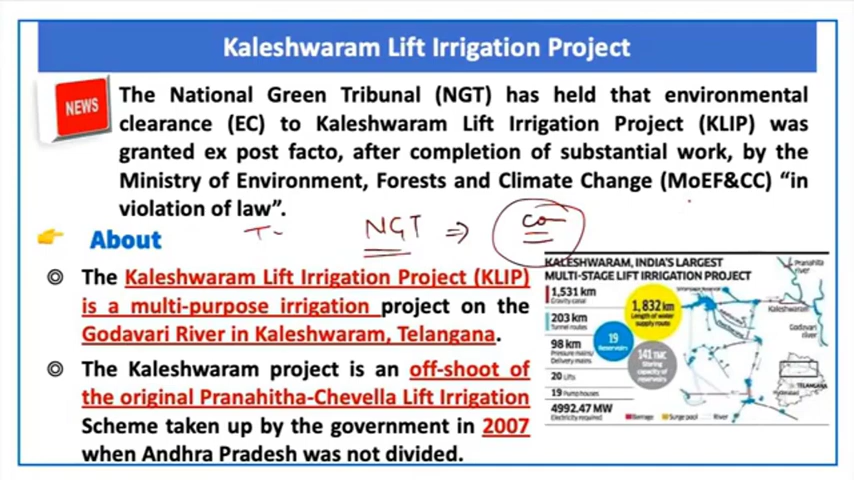 Kaleshwaram Lift Irrigation Project
NEWS
The National Green Tribunal (NGT) has held that environmental
clearance (EC) to Kaleshwaram Lift Irrigation Project (KLIP) was
granted ex post facto, after completion of substantial work, by the
Ministry of Environment, Forests and Climate Change (MoEF&CC) “in
violation of law”.
NGT ⇒ co
About
The Kaleshwaram Lift Irrigation Project (KLIP)
is a multi-purpose irrigation project on the
Godavari River in Kaleshwaram, Telangana.
The Kaleshwaram project is an off-shoot of
the original Pranahitha-Chevella Lift Irrigation
Scheme taken up by the government in 2007
when Andhra Pradesh was not divided.
KALESHWARAM, INDIA'S LARGEST
MULTI-STAGE LIFT IRRIGATION PROJECT
1,531 km
Gravity canal
203 km
Tunnel routes
98 km
Pressure mains/
Delivery mains
20 Lifts
19 Pump houses
4992.47 MW
Electricity required
1,832 km
Length of water
supply route
19
Reservoirs
141 TMC
Storing
capacity of
reservoirs
Pranahita
river
Kaleshwaram
Godavari
river
TELANGANA
Hyderabad
Barrage
Surge pool
River